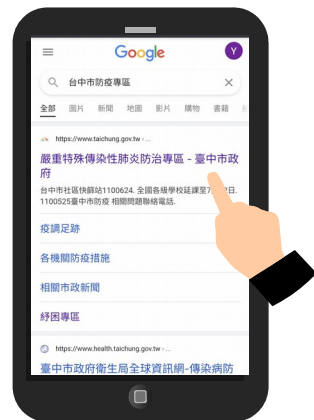 Google
Y
台中市防疫專區
全部 圖片 新聞 地圖 影片 購物 書籍
https://www.taichung.gov.tw › ...
嚴重特殊傳染性肺炎防治專區 - 臺中市政
府
台中市社區快篩站1100624. 全國各級學校延課至7
日.
1100525臺中市防疫 相關問題聯絡電話.
疫調足跡
各機關防疫措施
相關市政新聞
紓困專區
https://www.health.taichung.gov.tw › ...
臺中市政府衛生局全球資訊網-傳染病防